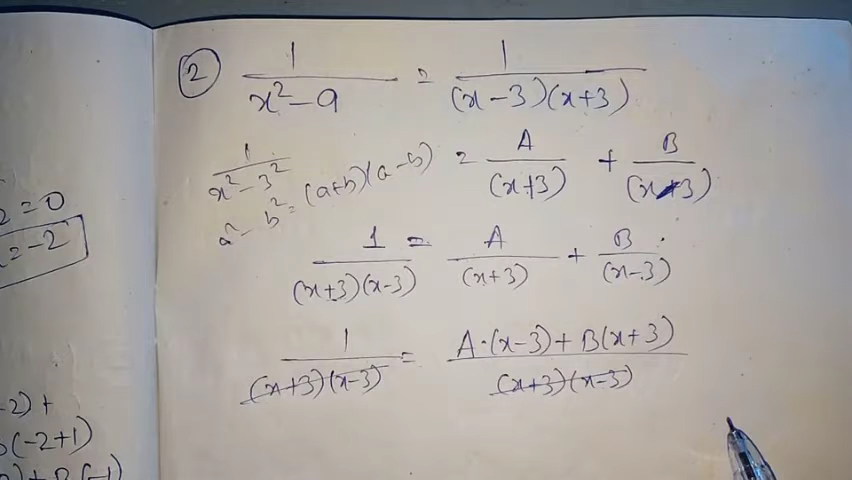 2 = 0
x = -2
-2) +
(-2+1)
B(-1)
② 1/(x² - 9) = 1/((x-3)(x+3))
1/(x² - 3²) = A/(x+3) + B/(x-3)
a² - b² = (a+b)(a-b)
1/((x+3)(x-3)) = A/(x+3) + B/(x-3)
1/((x+3)(x-3)) = (A·(x-3) + B(x+3))/((x+3)(x-3))